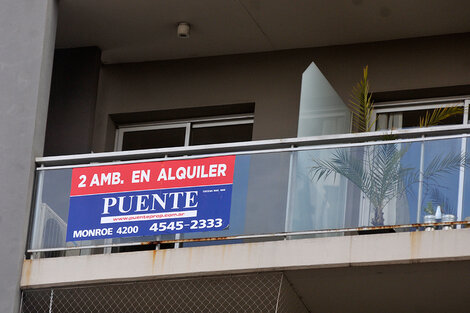 2 AMB. EN ALQUILER
PUENTE
www.puenteprop.com.ar
MONROE 4200 4545-2333